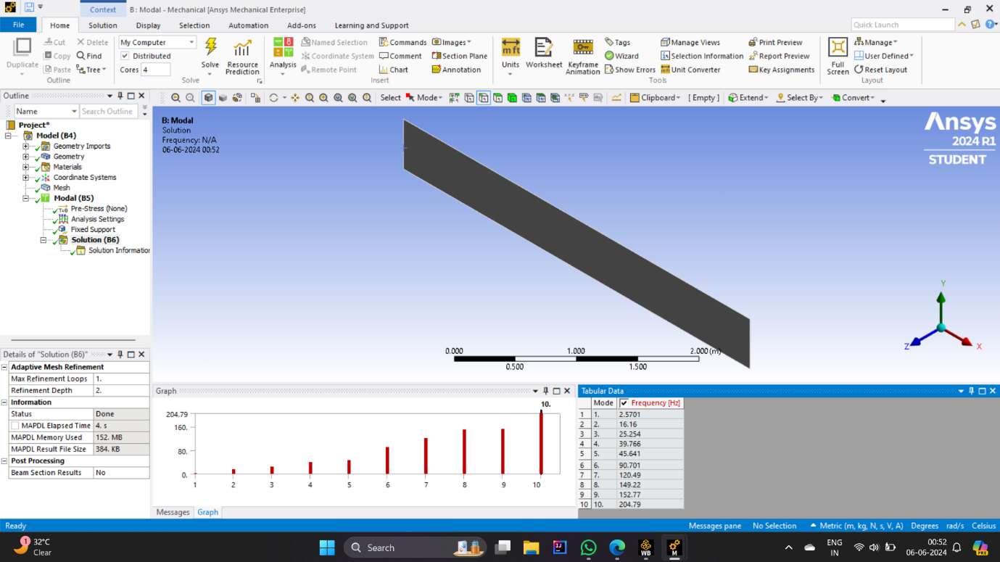 Context B : Modal - Mechanical [Ansys Mechanical Enterprise]
File Home Solution Display Selection Automation Add-ons Learning and Support Quick Launch
Duplicate
Cut
Copy
Paste
Delete
Find
Tree
Outline
My Computer
Distributed
Cores 4
Solve
Resource Prediction
Solve
Analysis
Named Selection
Coordinate System
Remote Point
Commands
Comment
Chart
Images
Section Plane
Annotation
Insert
mft
Units
Worksheet
Keyframe Animation
Tags
Wizard
Show Errors
Manage Views
Selection Information
Unit Converter
Print Preview
Report Preview
Key Assignments
Tools
Full Screen
Manage
User Defined
Reset Layout
Layout
Select Mode Clipboard [ Empty ] Extend Select By Convert
Outline
Name Search Outline
Project*
Model (B4)
Geometry Imports
Geometry
Materials
Coordinate Systems
Mesh
Modal (B5)
Pre-Stress (None)
Analysis Settings
Fixed Support
Solution (B6)
Solution Information
B: Modal
Solution
Frequency: N/A
06-06-2024 00:52
Ansys
2024 R1
STUDENT
Y
Z X
0.000 1.000 2.000 (m)
0.500 1.500
Details of "Solution (B6)"
Adaptive Mesh Refinement
Max Refinement Loops 1.
Refinement Depth 2.
Information
Status Done
MAPDL Elapsed Time 4. s
MAPDL Memory Used 152. MB
MAPDL Result File Size 384. KB
Post Processing
Beam Section Results No
Graph
10.
204.79
160.
80.
0.
1 2 3 4 5 6 7 8 9 10
Messages Graph
Tabular Data
Mode Frequency [Hz]
1 1. 2.5701
2 2. 16.16
3 3. 25.254
4 4. 39.766
5 5. 45.641
6 6. 90.701
7 7. 120.49
8 8. 149.22
9 9. 152.77
10 10. 204.79
Ready Messages pane No Selection Metric (m, kg, N, s, V, A) Degrees rad/s Celsius
1
32°C
Clear
Search
WB
M
ENG
IN
00:52
06-06-2024
PRE